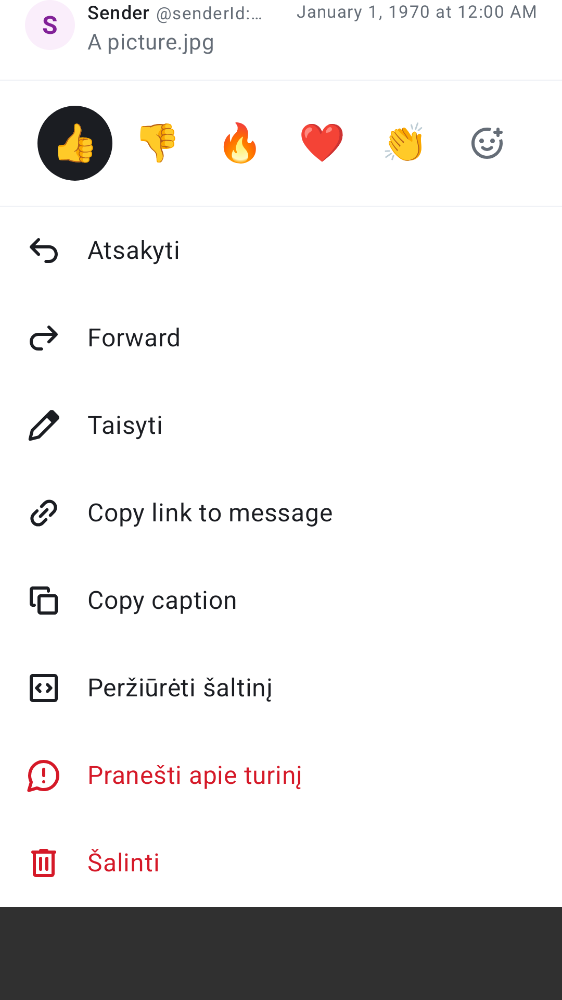 S
Sender @senderId:… January 1, 1970 at 12:00 AM
A picture.jpg
Atsakyti
Forward
Taisyti
Copy link to message
Copy caption
Peržiūrėti šaltinį
Pranešti apie turinį
Šalinti